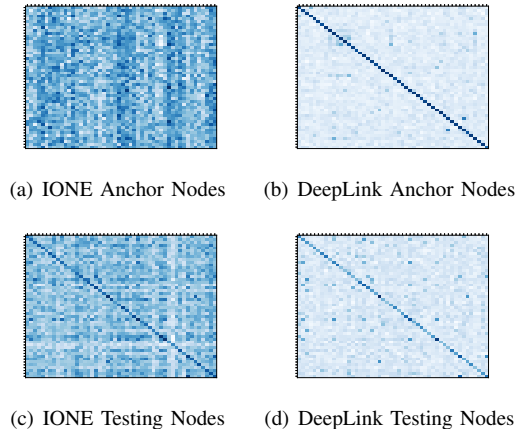 (a) IONE Anchor Nodes
(b) DeepLink Anchor Nodes
(c) IONE Testing Nodes
(d) DeepLink Testing Nodes